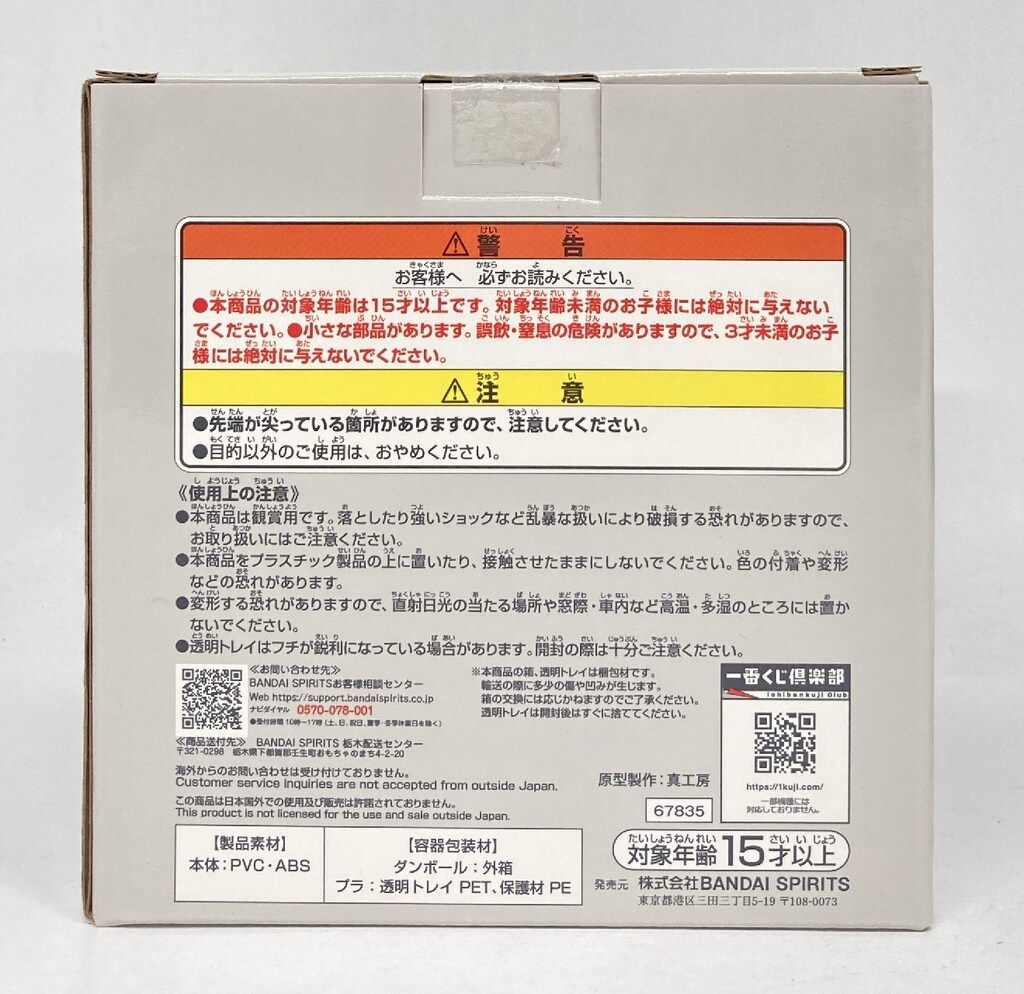 ⚠警 告
お客様へ 必ずお読みください。
●本商品の対象年齢は15才以上です。対象年齢未満のお子様には絶対に与えない
でください。●小さな部品があります。誤飲・窒息の危険がありますので、3才未満のお子
様には絶対に与えないでください。
⚠注 意
●先端が尖っている箇所がありますので、注意してください。
●目的以外のご使用は、おやめください。
《使用上の注意》
●本商品は観賞用です。落としたり強いショックなど乱暴な扱いにより破損する恐れがありますので、
お取り扱いにはご注意ください。
●本商品をプラスチック製品の上に置いたり、接触させたままにしないでください。色の付着や変形
などの恐れがあります。
●変形する恐れがありますので、直射日光の当たる場所や窓際・車内など高温・多湿のところには置か
ないでください。
●透明トレイはフチが鋭利になっている場合があります。開封の際は十分ご注意ください。
≪お問い合わせ先≫
BANDAI SPIRITSお客様相談センター
Web https://support.bandaispirits.co.jp
ナビダイヤル 0570-078-001
●受付時間 10時～17時(土、日、祝日、夏季・冬季休業日を除く)
≪商品送付先≫ BANDAI SPIRITS 栃木配送センター
〒321-0298 栃木県下都賀郡壬生町おもちゃのまち4-2-20
※本商品の箱、透明トレイは梱包材です。
輸送の際に多少の傷や凹みが生じます。
箱の交換には応じかねますのでご了承ください。
透明トレイは開封後はすぐに捨ててください。
一番くじ倶楽部
Ichibankuji Club
https://1kuji.com/
一部機種には
対応しておりません。
海外からのお問い合わせは受け付けておりません。
Customer service inquiries are not accepted from outside Japan.
この商品は日本国外での使用及び販売は許諾されておりません。
This product is not licensed for the use and sale outside Japan.
原型製作：真工房
67835
【製品素材】
本体：PVC・ABS
【容器包装材】
ダンボール：外箱
プラ：透明トレイ PET、保護材 PE
対象年齢15才以上
発売元 株式会社BANDAI SPIRITS
東京都港区三田三丁目5-19 〒108-0073